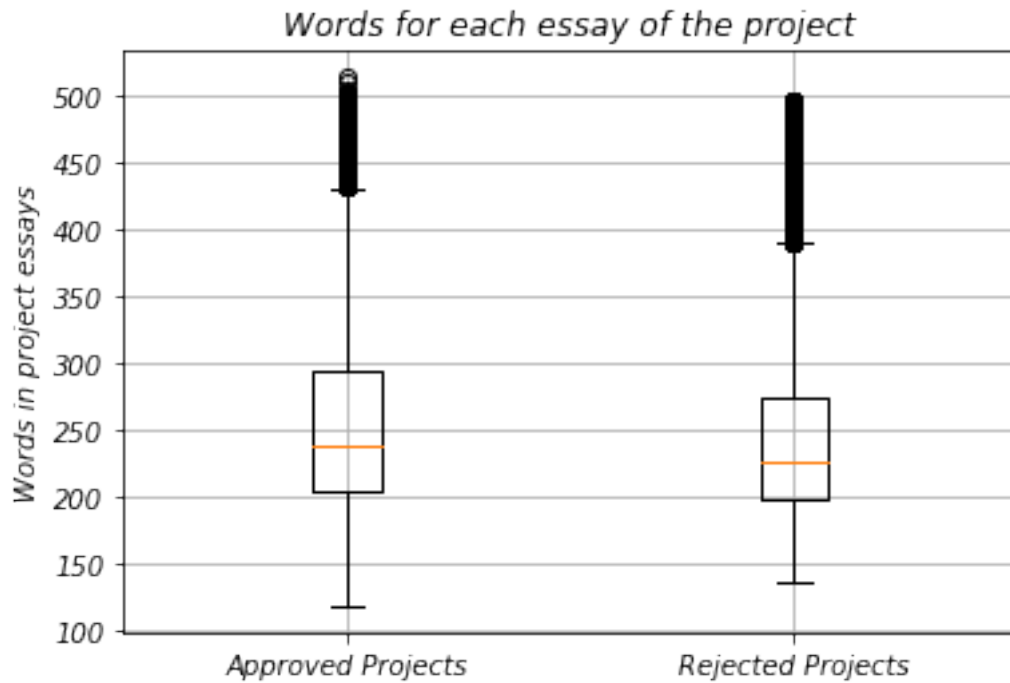 Words for each essay of the project
Words in project essays
500
450
400
350
300
250
200
150
100
Approved Projects
Rejected Projects